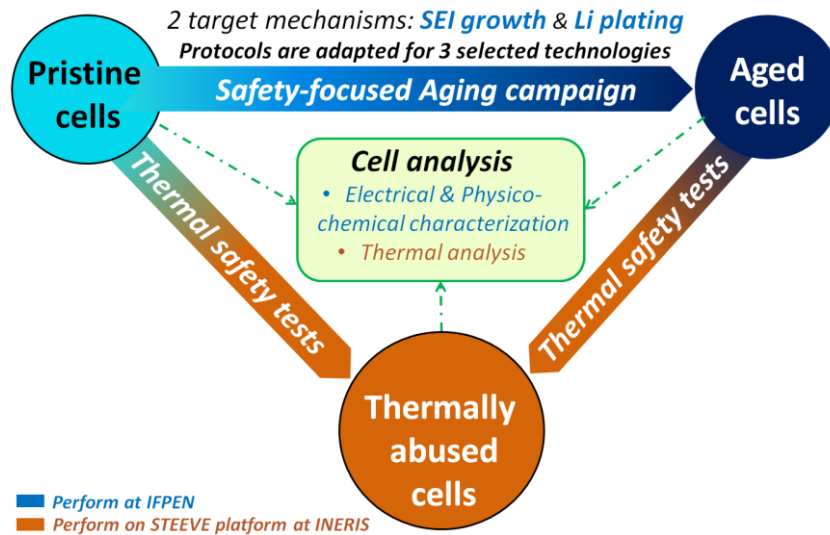 2 target mechanisms: SEI growth & Li plating
Protocols are adapted for 3 selected technologies
Pristine
cells
Safety-focused Aging campaign
Aged
cells
Cell analysis
• Electrical & Physico-
chemical characterization
• Thermal analysis
Thermal safety tests
Thermal safety tests
Thermally
abused
cells
Perform at IFPEN
Perform on STEEVE platform at INERIS